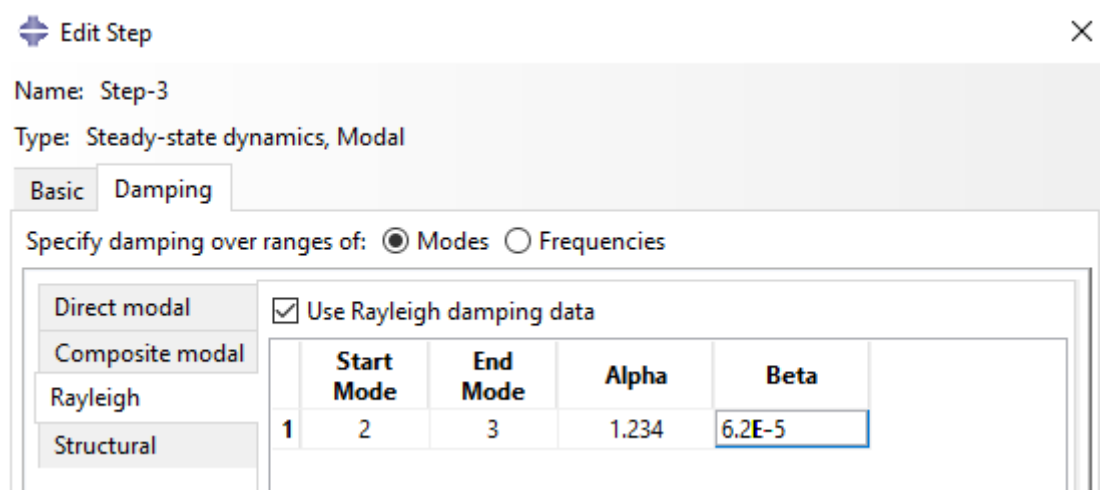 Edit Step
Name: Step-3
Type: Steady-state dynamics, Modal
Basic Damping
Specify damping over ranges of: Modes Frequencies
Direct modal
Composite modal
Rayleigh
Structural
Use Rayleigh damping data
Start Mode End Mode Alpha Beta
1 2 3 1.234 6.2E-5